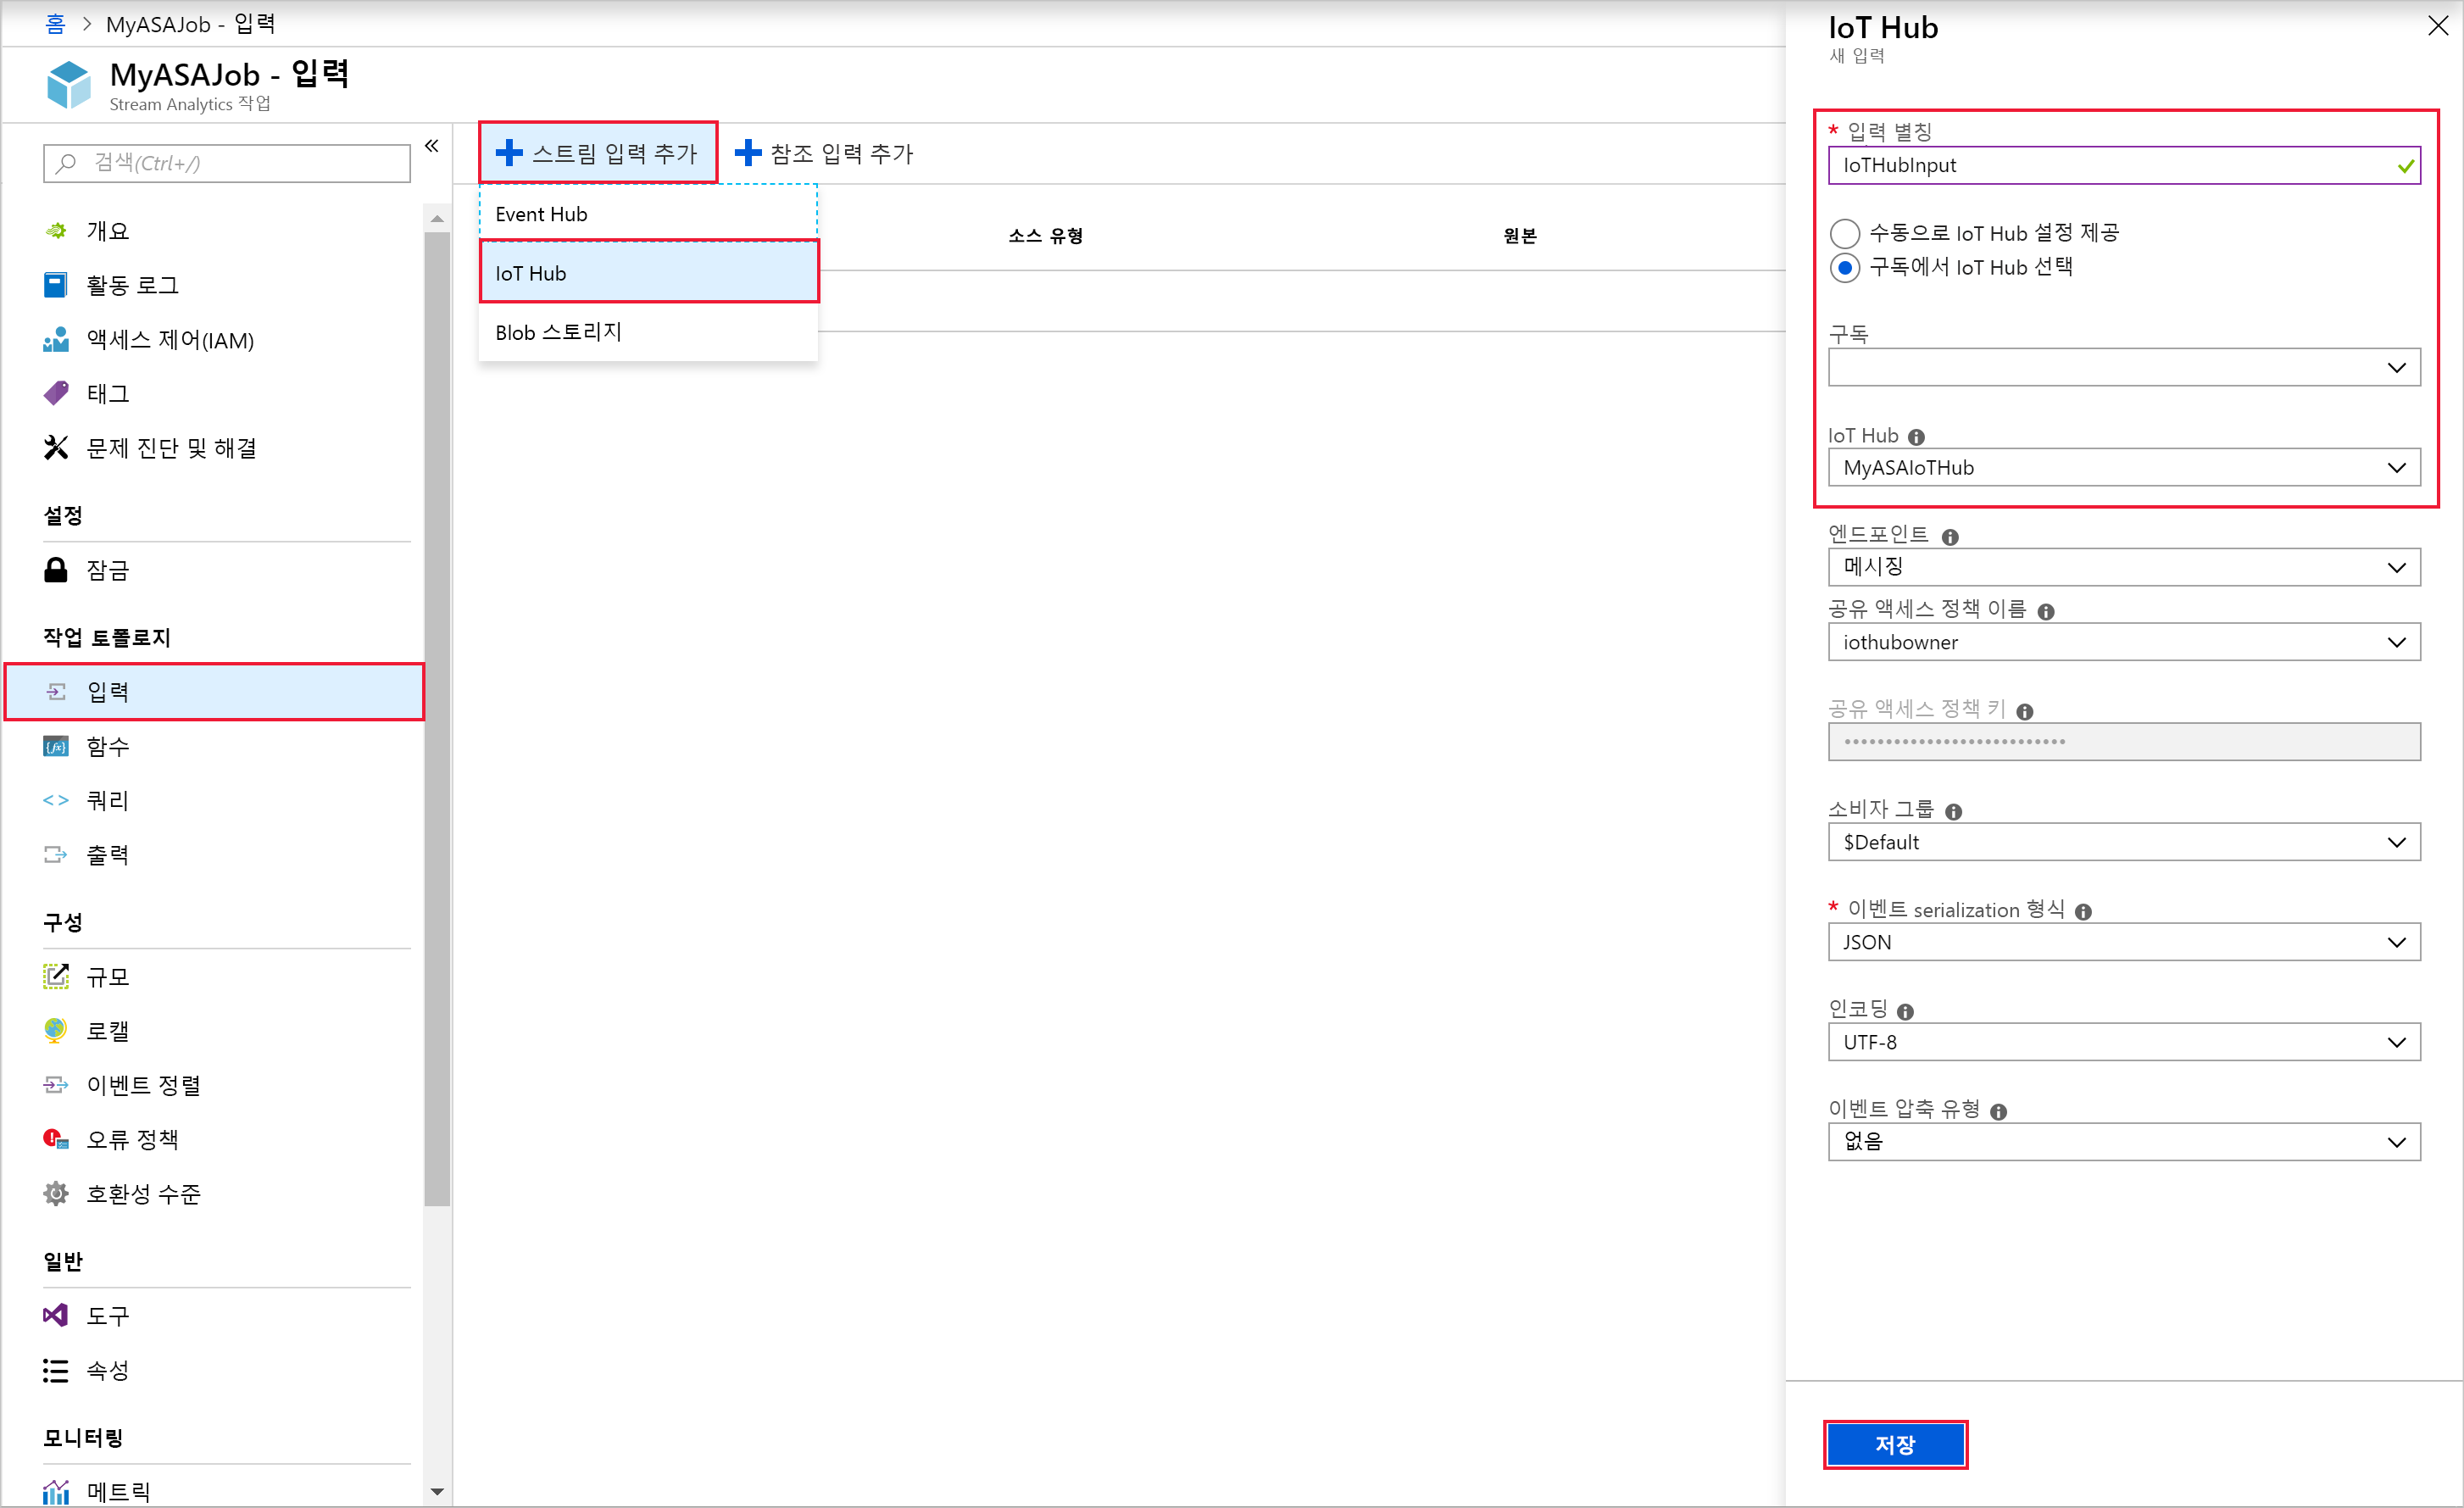 홈 > MyASAJob - 입력
MyASAJob - 입력
Stream Analytics 작업
검색(Ctrl+/)
개요
활동 로그
액세스 제어(IAM)
태그
문제 진단 및 해결
설정
잠금
작업 토폴로지
입력
함수
쿼리
출력
구성
규모
로캘
이벤트 정렬
오류 정책
호환성 수준
일반
도구
속성
모니터링
메트릭
스트림 입력 추가
참조 입력 추가
Event Hub
IoT Hub
Blob 스토리지
소스 유형
원본
IoT Hub
새 입력
* 입력 별칭
IoTHubInput
수동으로 IoT Hub 설정 제공
구독에서 IoT Hub 선택
구독
IoT Hub
MyASAIoTHub
엔드포인트
메시징
공유 액세스 정책 이름
iothubowner
공유 액세스 정책 키
소비자 그룹
$Default
* 이벤트 serialization 형식
JSON
인코딩
UTF-8
이벤트 압축 유형
없음
저장